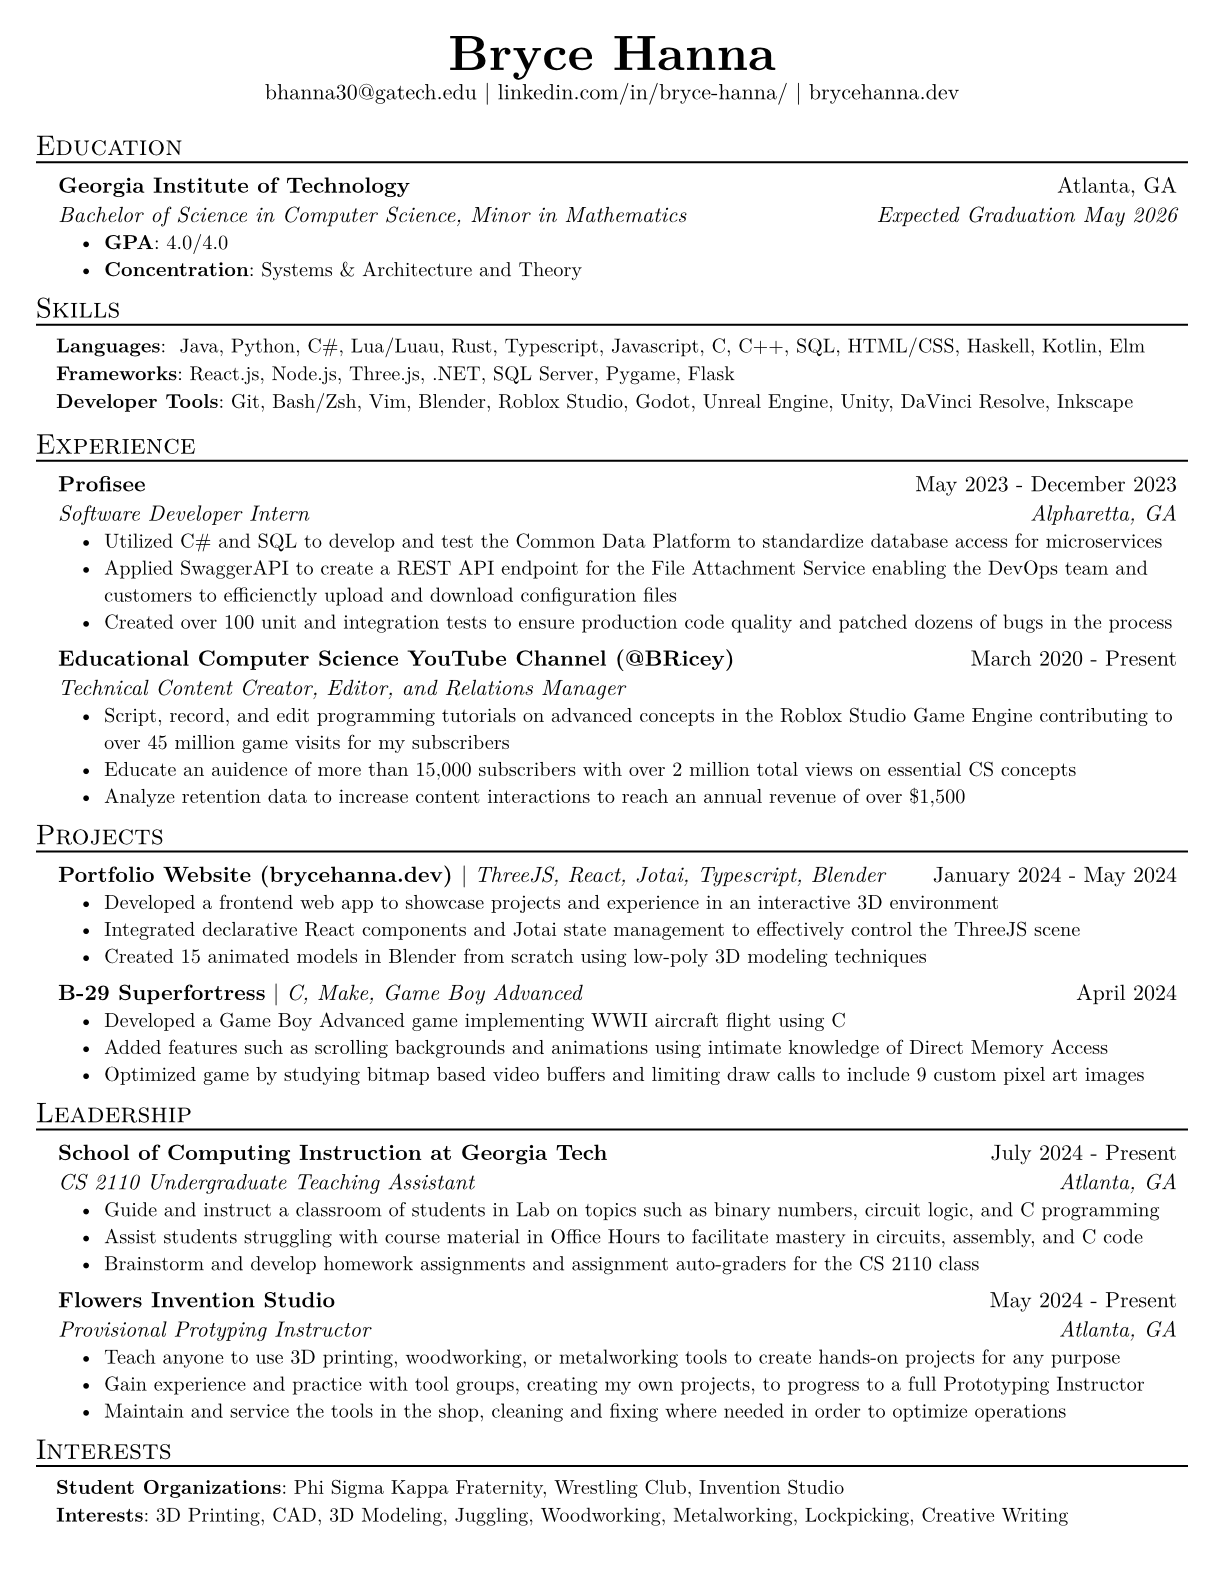 Bryce Hanna
bhanna30@gatech.edu | linkedin.com/in/bryce-hanna/ | brycehanna.dev
Education
Georgia Institute of Technology Atlanta, GA
Bachelor of Science in Computer Science, Minor in Mathematics Expected Graduation May 2026
• GPA: 4.0/4.0
• Concentration: Systems & Architecture and Theory
Skills
Languages: Java, Python, C#, Lua/Luau, Rust, Typescript, Javascript, C, C++, SQL, HTML/CSS, Haskell, Kotlin, Elm
Frameworks: React.js, Node.js, Three.js, .NET, SQL Server, Pygame, Flask
Developer Tools: Git, Bash/Zsh, Vim, Blender, Roblox Studio, Godot, Unreal Engine, Unity, DaVinci Resolve, Inkscape
Experience
Profisee May 2023 - December 2023
Software Developer Intern Alpharetta, GA
• Utilized C# and SQL to develop and test the Common Data Platform to standardize database access for microservices
• Applied SwaggerAPI to create a REST API endpoint for the File Attachment Service enabling the DevOps team and
customers to efficienctly upload and download configuration files
• Created over 100 unit and integration tests to ensure production code quality and patched dozens of bugs in the process
Educational Computer Science YouTube Channel (@BRicey) March 2020 - Present
Technical Content Creator, Editor, and Relations Manager
• Script, record, and edit programming tutorials on advanced concepts in the Roblox Studio Game Engine contributing to
over 45 million game visits for my subscribers
• Educate an auidence of more than 15,000 subscribers with over 2 million total views on essential CS concepts
• Analyze retention data to increase content interactions to reach an annual revenue of over $1,500
Projects
Portfolio Website (brycehanna.dev) | ThreeJS, React, Jotai, Typescript, Blender January 2024 - May 2024
• Developed a frontend web app to showcase projects and experience in an interactive 3D environment
• Integrated declarative React components and Jotai state management to effectively control the ThreeJS scene
• Created 15 animated models in Blender from scratch using low-poly 3D modeling techniques
B-29 Superfortress | C, Make, Game Boy Advanced April 2024
• Developed a Game Boy Advanced game implementing WWII aircraft flight using C
• Added features such as scrolling backgrounds and animations using intimate knowledge of Direct Memory Access
• Optimized game by studying bitmap based video buffers and limiting draw calls to include 9 custom pixel art images
Leadership
School of Computing Instruction at Georgia Tech July 2024 - Present
CS 2110 Undergraduate Teaching Assistant Atlanta, GA
• Guide and instruct a classroom of students in Lab on topics such as binary numbers, circuit logic, and C programming
• Assist students struggling with course material in Office Hours to facilitate mastery in circuits, assembly, and C code
• Brainstorm and develop homework assignments and assignment auto-graders for the CS 2110 class
Flowers Invention Studio May 2024 - Present
Provisional Protyping Instructor Atlanta, GA
• Teach anyone to use 3D printing, woodworking, or metalworking tools to create hands-on projects for any purpose
• Gain experience and practice with tool groups, creating my own projects, to progress to a full Prototyping Instructor
• Maintain and service the tools in the shop, cleaning and fixing where needed in order to optimize operations
Interests
Student Organizations: Phi Sigma Kappa Fraternity, Wrestling Club, Invention Studio
Interests: 3D Printing, CAD, 3D Modeling, Juggling, Woodworking, Metalworking, Lockpicking, Creative Writing